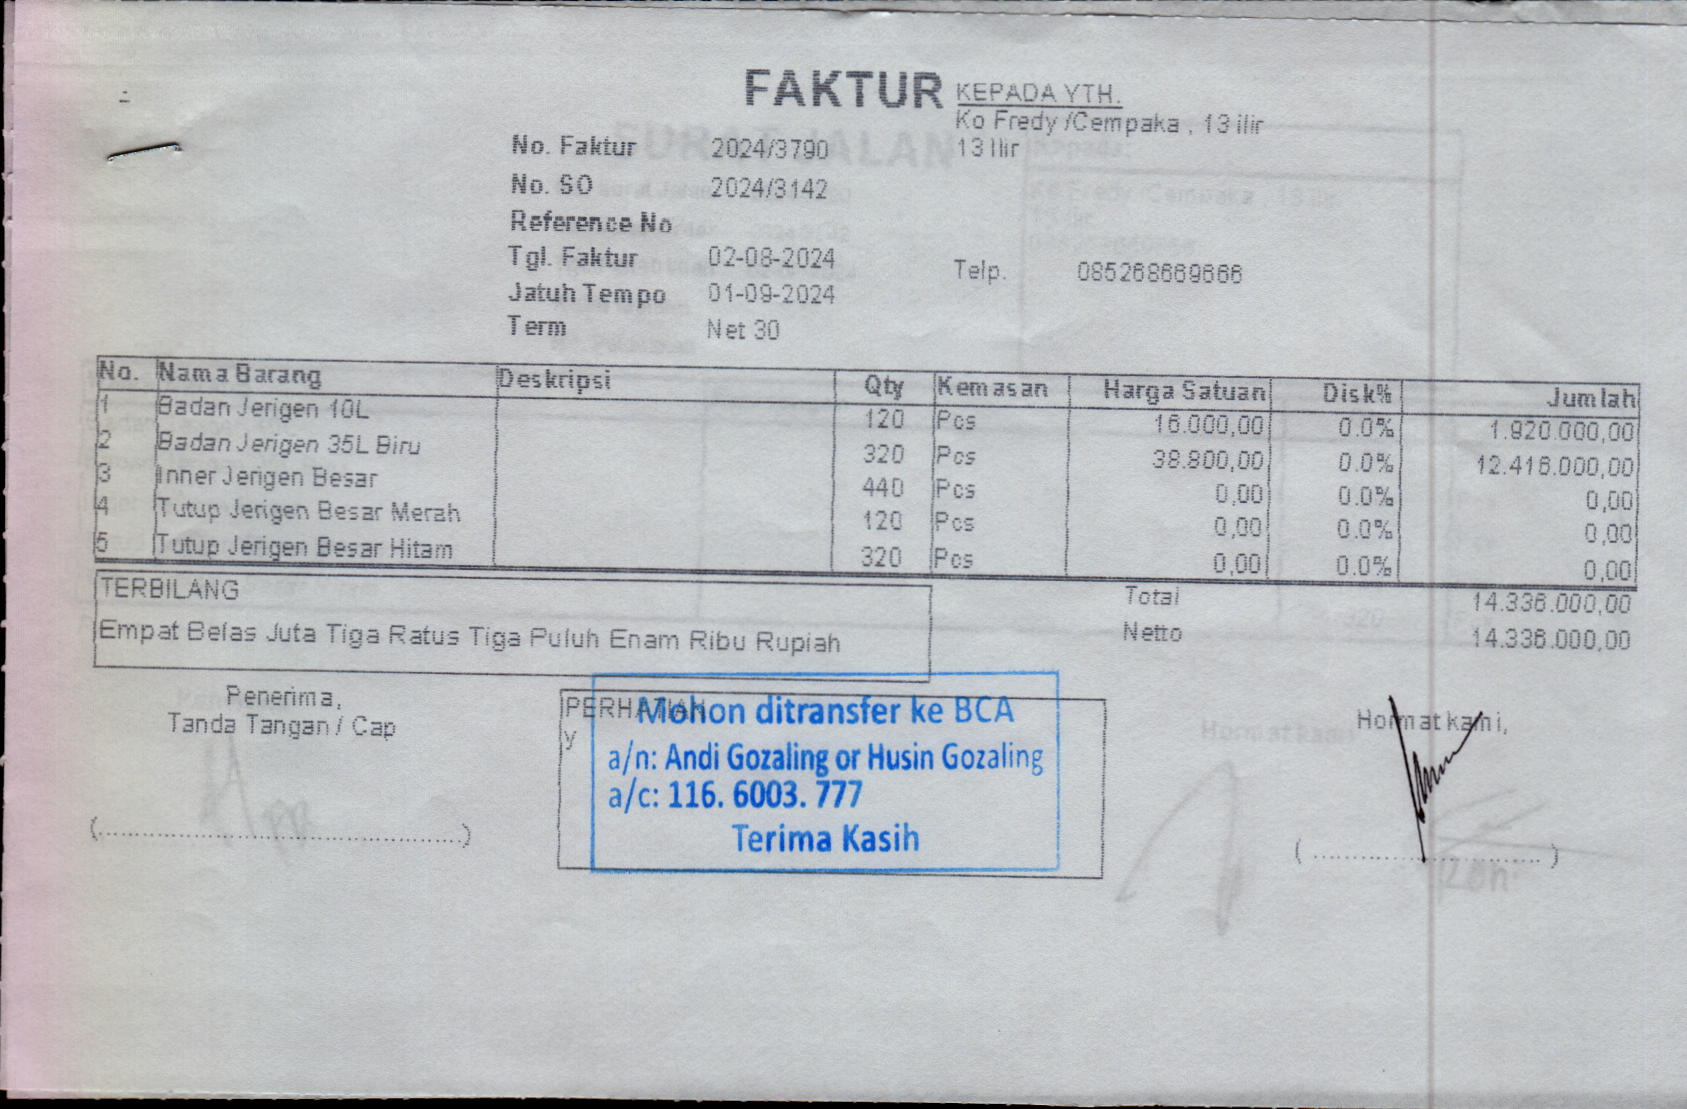 FAKTUR
KEPADA YTH.
Ko Fredy /Cempaka , 13 ilir
13 Ilir
No. Faktur 2024/3790
No. SO 2024/3142
Reference No
Tgl. Faktur 02-08-2024
Telp. 085268669666
Jatuh Tempo 01-09-2024
Term Net 30
No. Nama Barang Deskripsi Qty Kemasan Harga Satuan Disk% Jumlah
1 Badan Jerigen 10L 120 Pcs 16.000,00 0.0% 1.920.000,00
2 Badan Jerigen 35L Biru 320 Pcs 38.800,00 0.0% 12.416.000,00
3 Inner Jerigen Besar 440 Pcs 0,00 0.0% 0,00
4 Tutup Jerigen Besar Merah 120 Pcs 0,00 0.0% 0,00
5 Tutup Jerigen Besar Hitam 320 Pcs 0,00 0.0% 0,00
TERBILANG
Empat Belas Juta Tiga Ratus Tiga Puluh Enam Ribu Rupiah
Total 14.336.000,00
Netto 14.336.000,00
Penerima,
Tanda Tangan / Cap
(........................................)
PERHATIAN
y
Mohon ditransfer ke BCA
a/n: Andi Gozaling or Husin Gozaling
a/c: 116. 6003. 777
Terima Kasih
Hormat kami,
( ................................ )